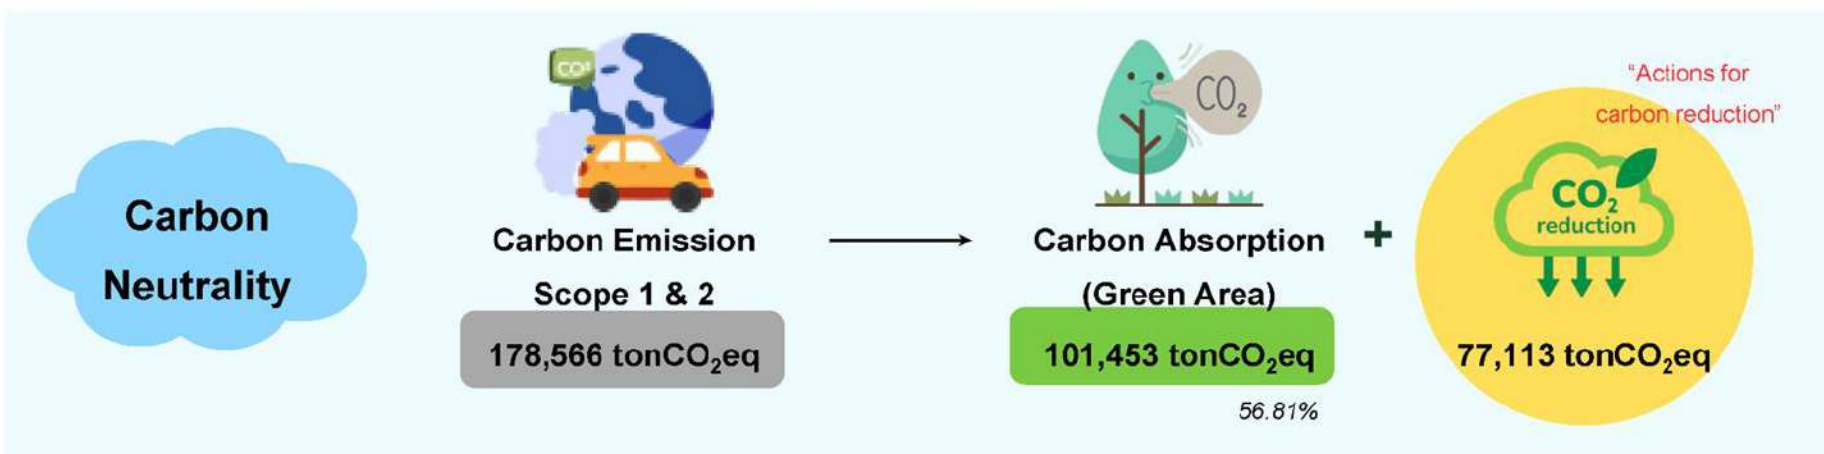 Carbon
Neutrality
CO²
Carbon Emission
Scope 1 & 2
178,566 tonCO₂eq
CO₂
Carbon Absorption
(Green Area)
101,453 tonCO₂eq
56.81%
+
"Actions for
carbon reduction"
CO₂
reduction
77,113 tonCO₂eq